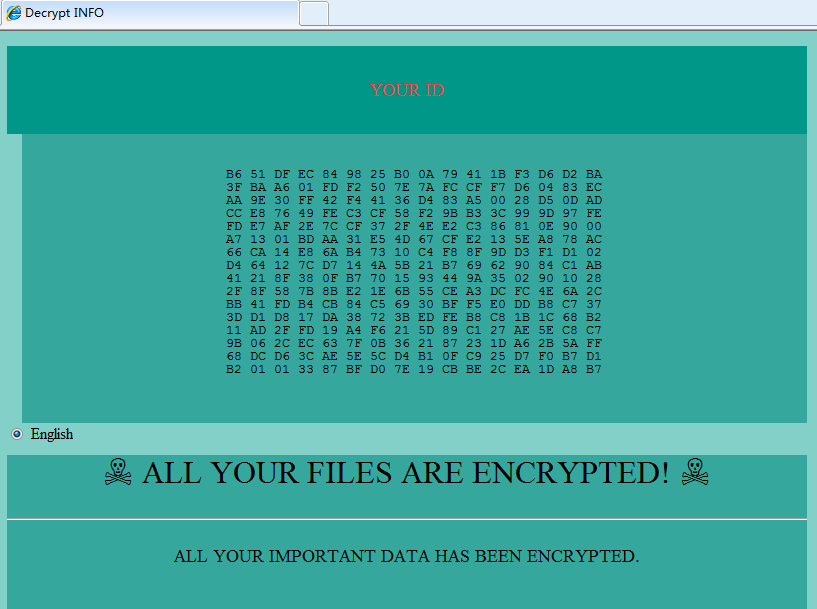 Decrypt INFO
YOUR ID
B6 51 DF EC 84 98 25 B0 0A 79 41 1B F3 D6 D2 BA
3F BA A6 01 FD F2 50 7E 7A FC CF F7 D6 04 83 EC
AA 9E 30 FF 42 F4 41 36 D4 83 A5 00 28 D5 0D AD
CC E8 76 49 FE C3 CF 58 F2 9B B3 3C 99 9D 97 FE
FD E7 AF 2E 7C CF 37 2F 4E E2 C3 86 81 0E 90 00
A7 13 01 BD AA 31 E5 4D 67 CF E2 13 5E A8 78 AC
66 CA 14 E8 6A B4 73 10 C4 F8 8F 9D D3 F1 D1 02
D4 64 12 7C D7 14 4A 5B 21 B7 69 62 90 84 C1 AB
41 21 8F 38 0F B7 70 15 93 44 9A 35 02 90 10 28
2F 8F 58 7B 8B E2 1E 6A 55 CE A3 DC FC 4E 6A 2C
BB 41 FD B4 CB 84 C5 69 30 BF F5 E0 DD B8 C7 37
3D D1 D8 17 DA 38 72 3B ED FE B8 C8 1B 1C 68 B2
11 AD 2F FD 19 A4 F6 21 5D 89 C1 27 AE 5E C8 C7
9B 06 2C EC 63 7F 0B 36 21 87 23 1D A6 2B 5A FF
68 DC D6 3C AE 5E 5C D4 B1 0F C9 25 D7 F0 B7 D1
B2 01 01 33 87 BF D0 7E 19 CB BE 2C EA 1D A8 B7
English
☠ ALL YOUR FILES ARE ENCRYPTED! ☠
ALL YOUR IMPORTANT DATA HAS BEEN ENCRYPTED.